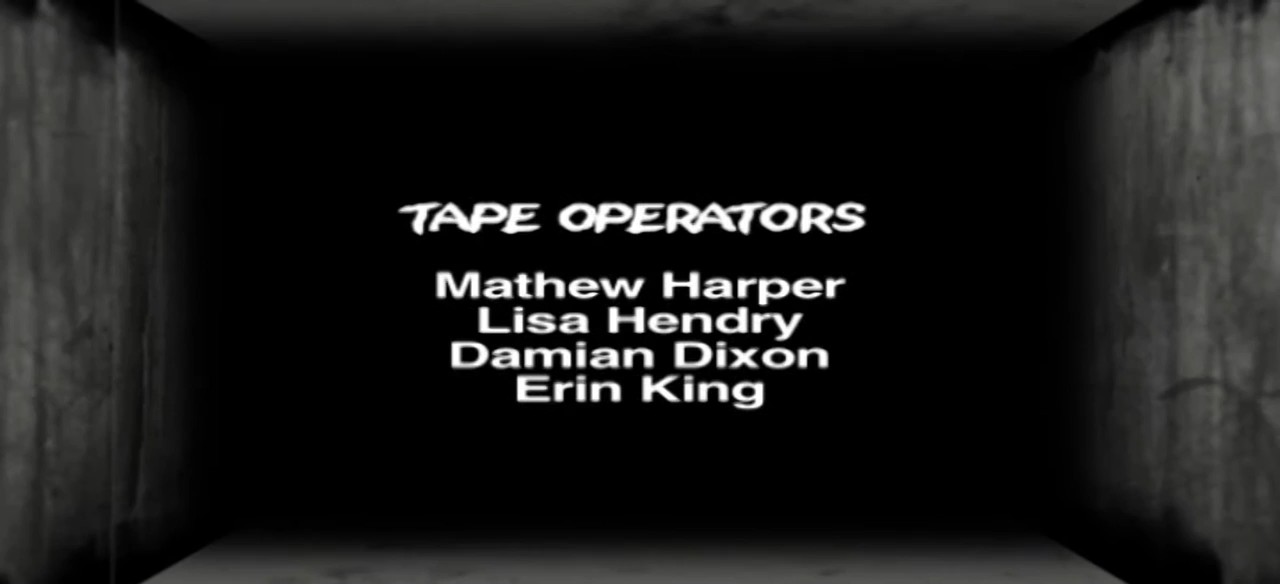 TAPE OPERATORS
Mathew Harper
Lisa Hendry
Damian Dixon
Erin King